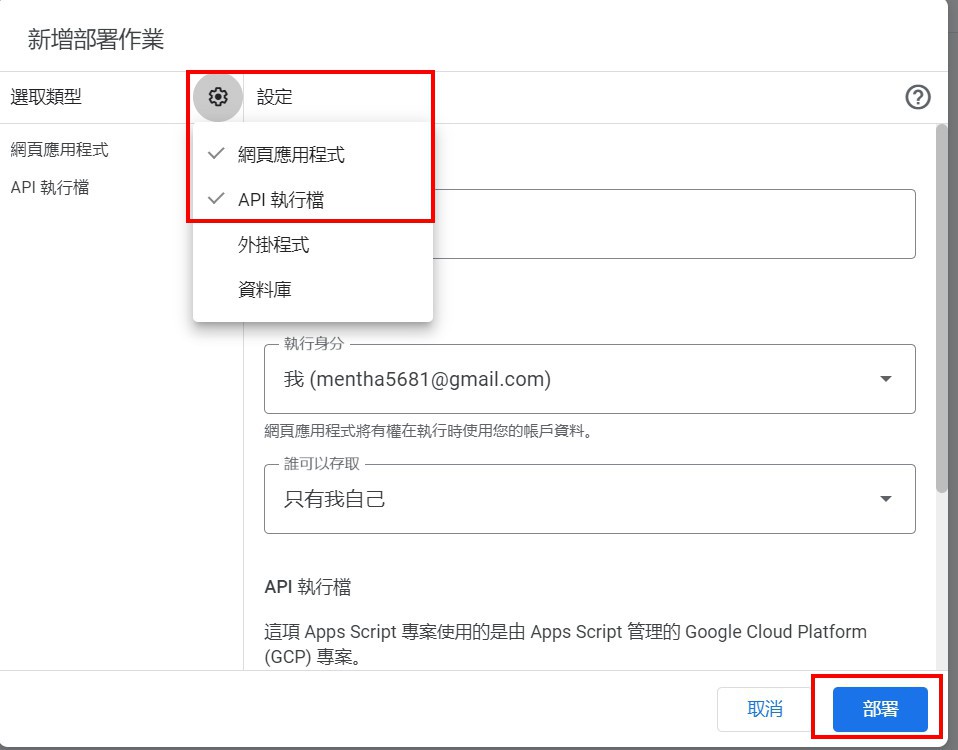 新增部署作業
選取類型
設定
網頁應用程式
API 執行檔
網頁應用程式
API 執行檔
外掛程式
資料庫
執行身分
我 (mentha5681@gmail.com)
網頁應用程式將有權在執行時使用您的帳戶資料。
誰可以存取
只有我自己
API 執行檔
這項 Apps Script 專案使用的是由 Apps Script 管理的 Google Cloud Platform
(GCP) 專案。
取消
部署